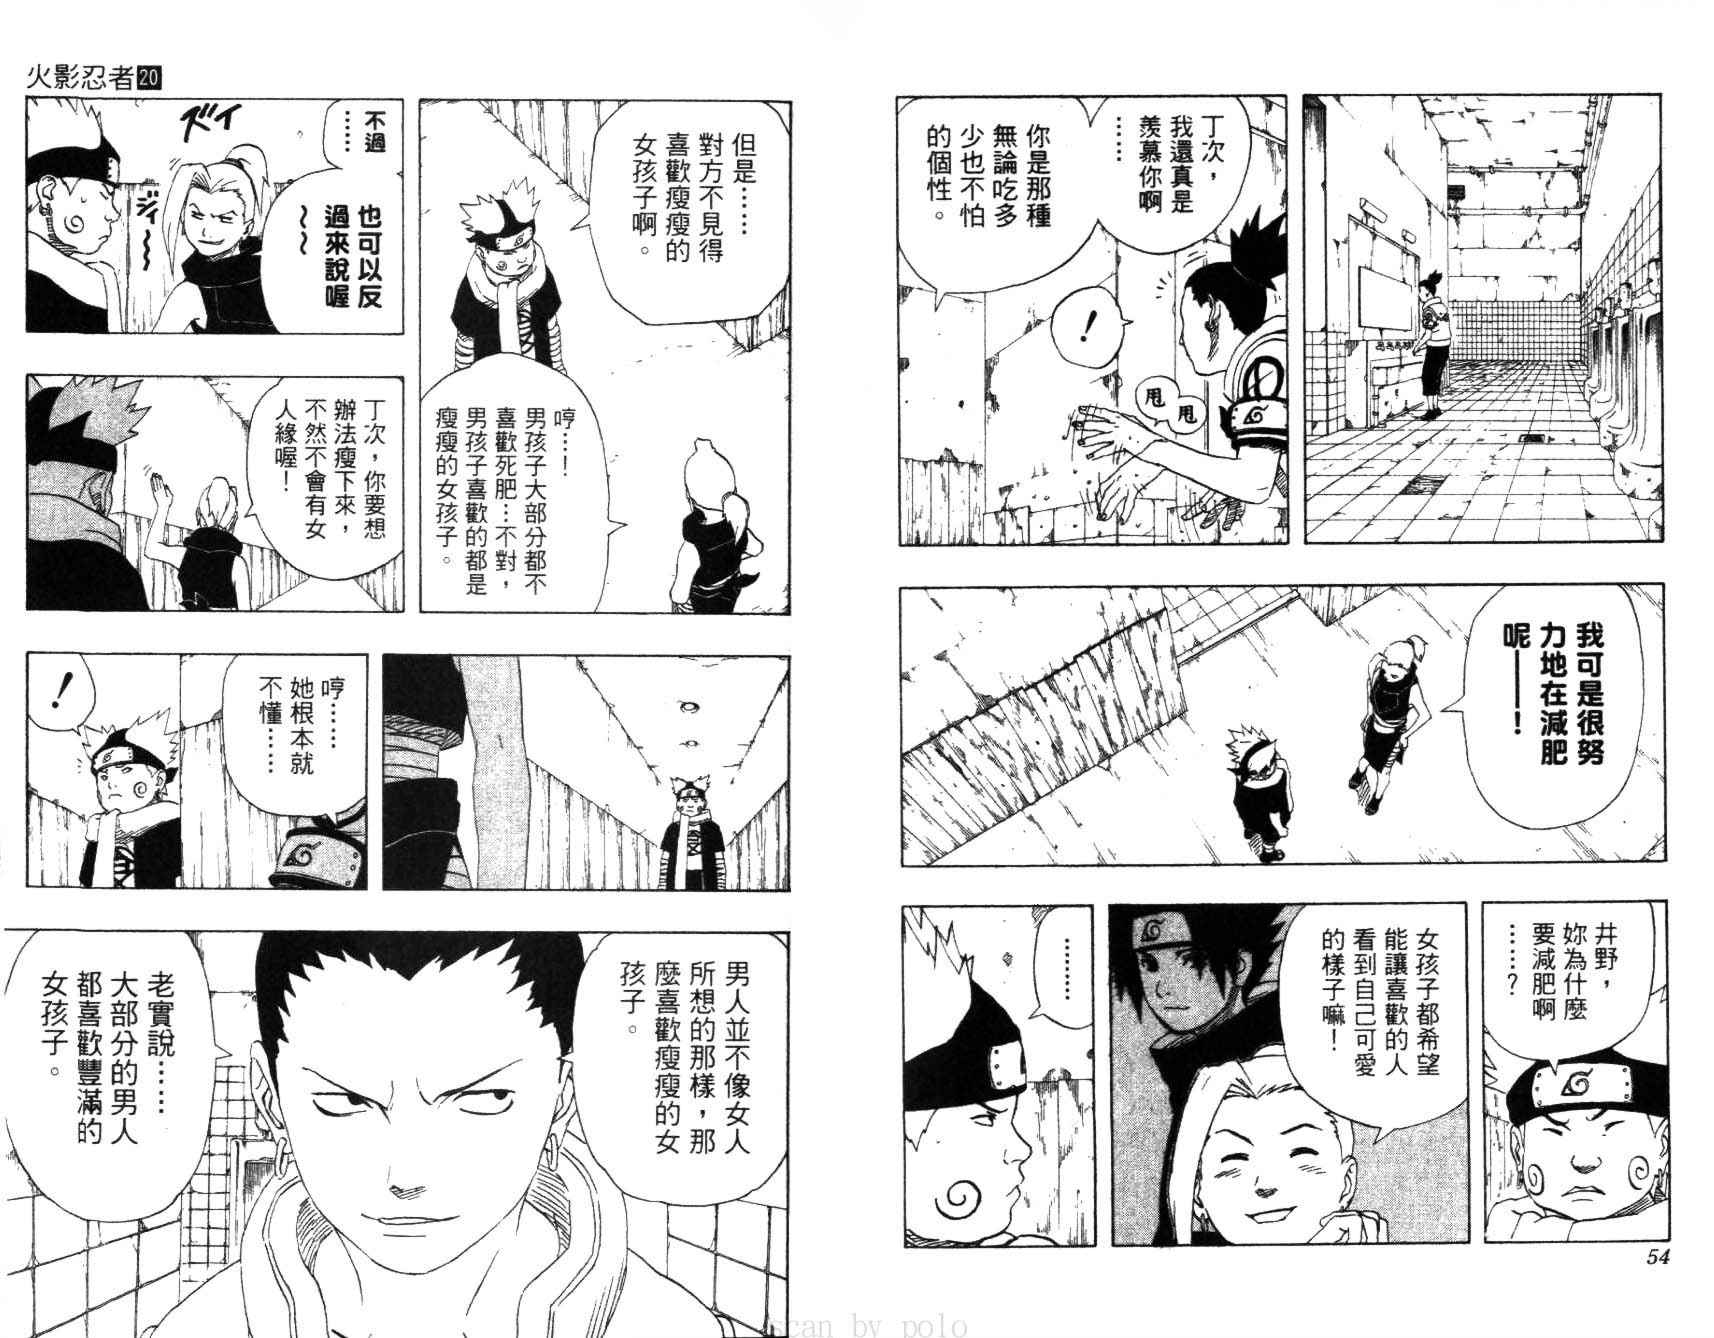 丁次，
我還真是
羨慕你啊
……
你是那種
無論吃多
少也不怕
的個性。
！
甩
甩
我可是很努
力地在減肥
呢——！
井野，
妳為什麼
要減肥啊
……？
女孩子都希望
能讓喜歡的人
看到自己可愛
的樣子嘛！
………
54
火影忍者20
但是……
對方不見得
喜歡瘦瘦的
女孩子啊。
哼…！
男孩子大部分都不
喜歡死肥…不對，
男孩子喜歡的都是
瘦瘦的女孩子。
不過
……
也可以反
過來說喔
～～
ズイ
ジィ～
丁次，你要想
辦法瘦下來，
不然不會有女
人緣喔！
哼……
她根本就
不懂……
！
男人並不像女人
所想的那樣，那
麼喜歡瘦瘦的女
孩子。
老實說……
大部分的男人
都喜歡豐滿的
女孩子。
scan by polo